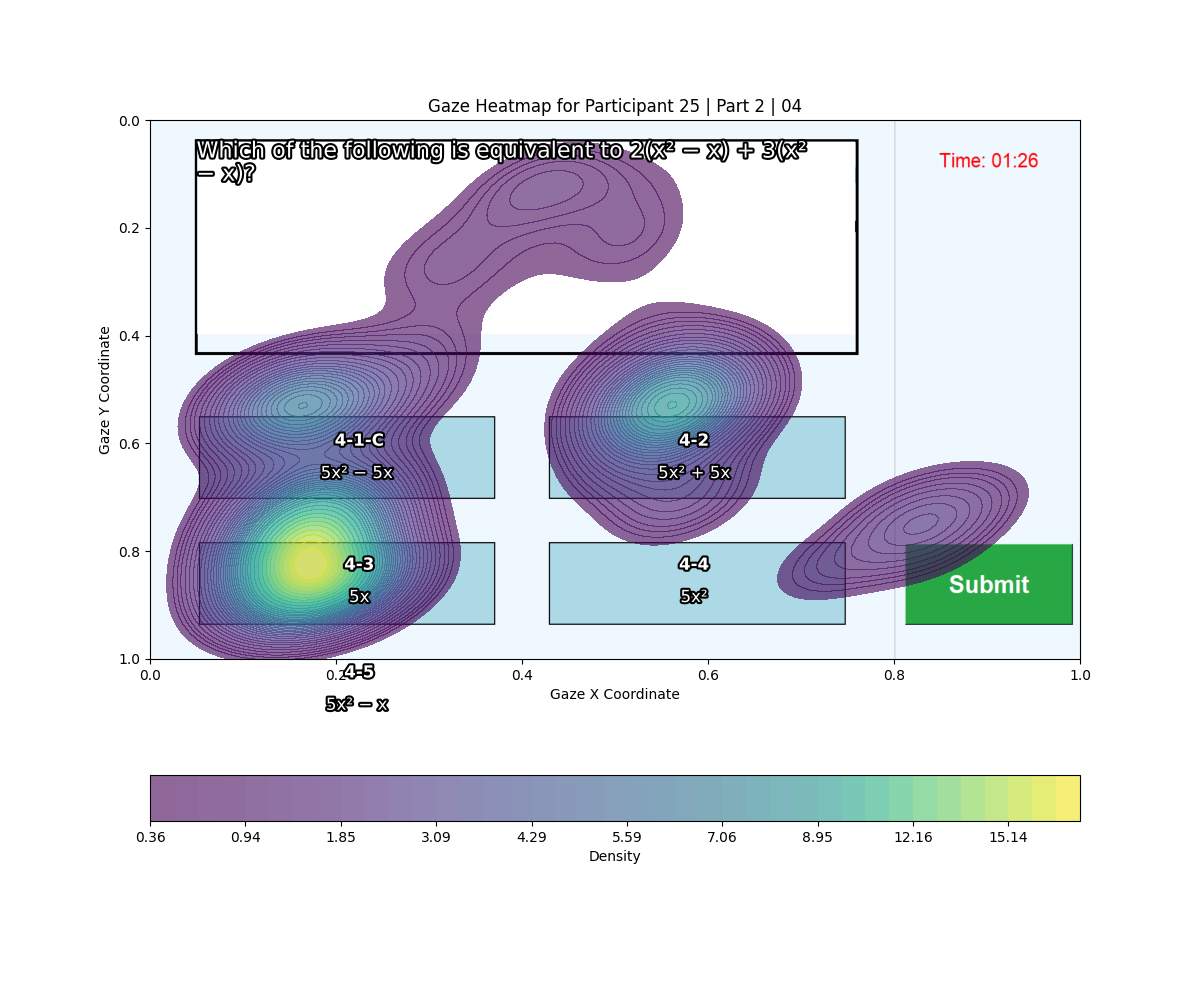 Gaze Heatmap for Participant 25 | Part 2 | 04
Which of the following is equivalent to 2(x² − x) + 3(x²
− x)?
Time: 01:26
4-1-C
5x² − 5x
4-2
5x² + 5x
4-3
5x
4-4
5x²
Submit
4-5
5x² − x
Gaze Y Coordinate
0.0
0.2
0.4
0.6
0.8
1.0
0.0 0.2 0.4 0.6 0.8 1.0
Gaze X Coordinate
0.36 0.94 1.85 3.09 4.29 5.59 7.06 8.95 12.16 15.14
Density